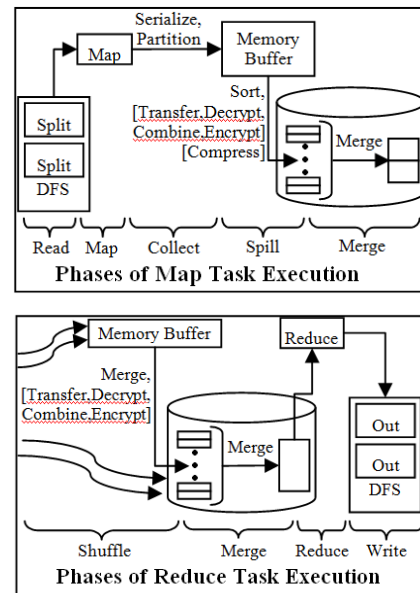 Serialize,
Partition
Map
Memory
Buffer
Sort,
[Transfer,Decrypt,
Combine,Encrypt]
[Compress]
Split
Split
DFS
Merge
Read Map Collect Spill Merge
Phases of Map Task Execution
Memory Buffer
Reduce
Merge,
[Transfer,Decrypt,
Combine,Encrypt]
Merge
Out
Out
DFS
Shuffle Merge Reduce Write
Phases of Reduce Task Execution